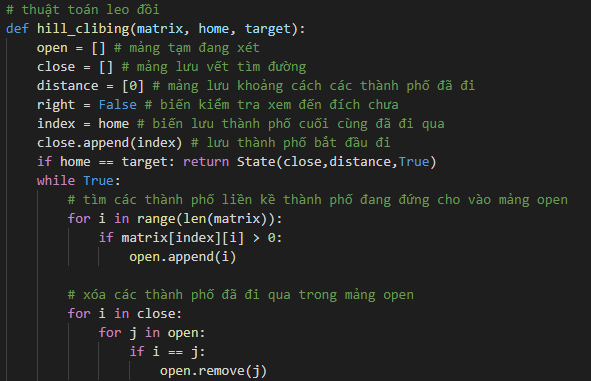 # thuật toán leo đồi
def hill_clibing(matrix, home, target):
open = [] # mảng tạm đang xét
close = [] # mảng lưu vết tìm đường
distance = [0] # mảng lưu khoảng cách các thành phố đã đi
right = False # biến kiểm tra xem đến đích chưa
index = home # biến lưu thành phố cuối cùng đã đi qua
close.append(index) # lưu thành phố bắt đầu đi
if home == target: return State(close,distance,True)
while True:
# tìm các thành phố liền kề thành phố đang đứng cho vào mảng open
for i in range(len(matrix)):
if matrix[index][i] > 0:
open.append(i)
# xóa các thành phố đã đi qua trong mảng open
for i in close:
for j in open:
if i == j:
open.remove(j)